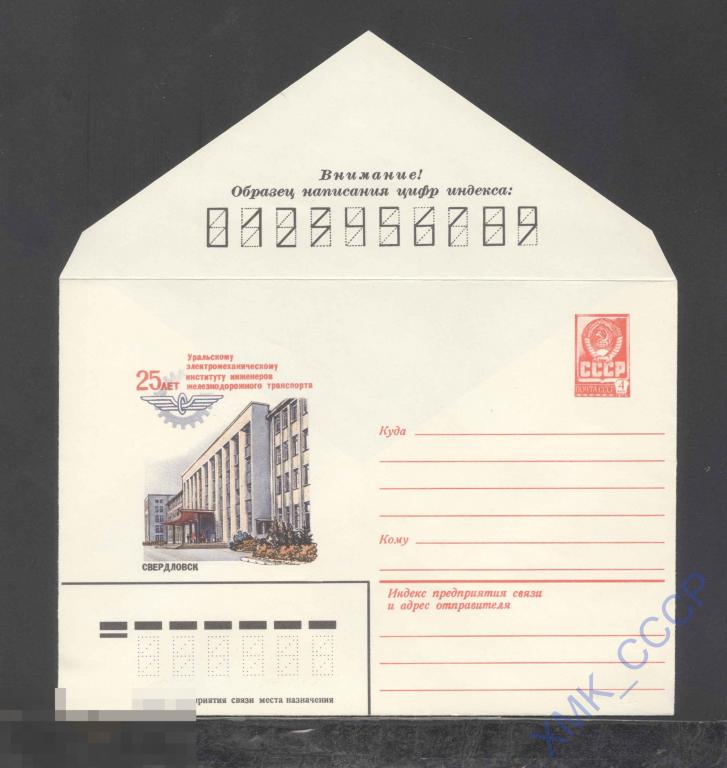 Внимание!
Образец написания цифр индекса:
0123456789
Уральскому
электромеханическому
25 ЛЕТ институту инженеров
железнодорожного транспорта
СССР
ПОЧТА СССР 4
Куда
Кому
СВЕРДЛОВСК
Индекс предприятия связи
и адрес отправителя
приятия связи места назначения
ХМК_СССР